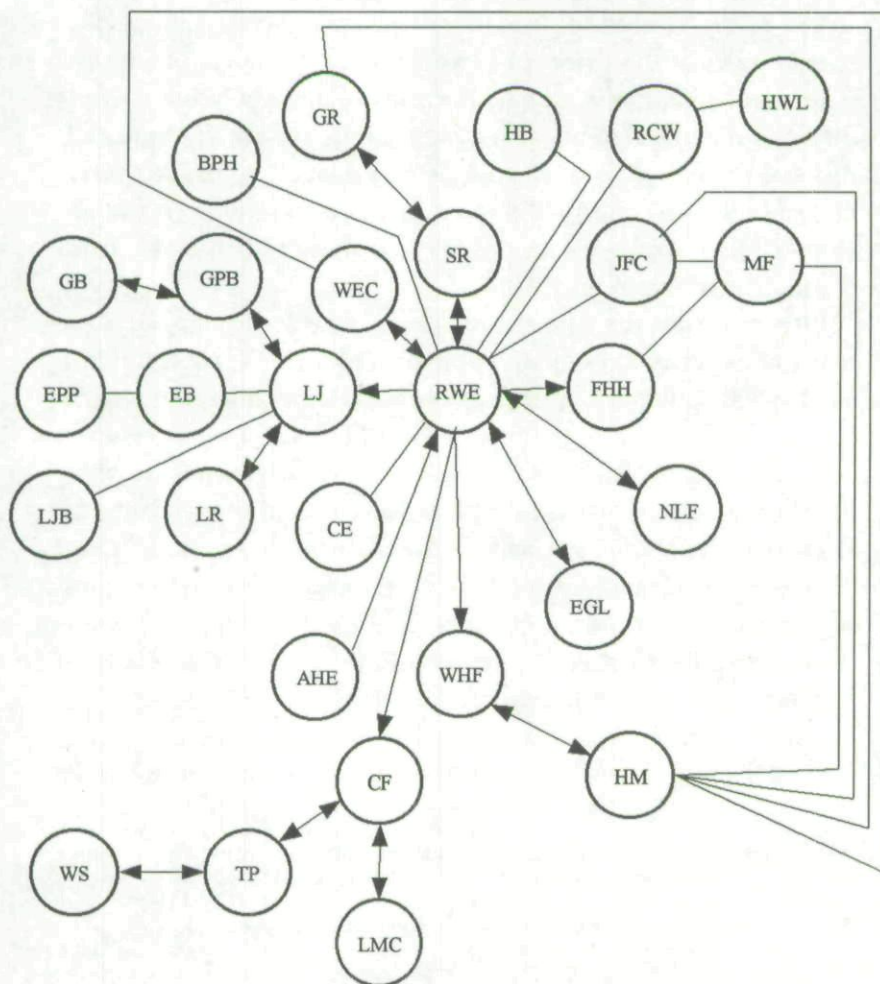 GR
HB
RCW
HWL
BPH
SR
JFC
MF
GB
GPB
WEC
EPP
EB
LJ
RWE
FHH
LJB
LR
CE
NLF
EGL
AHE
WHF
CF
HM
WS
TP
LMC